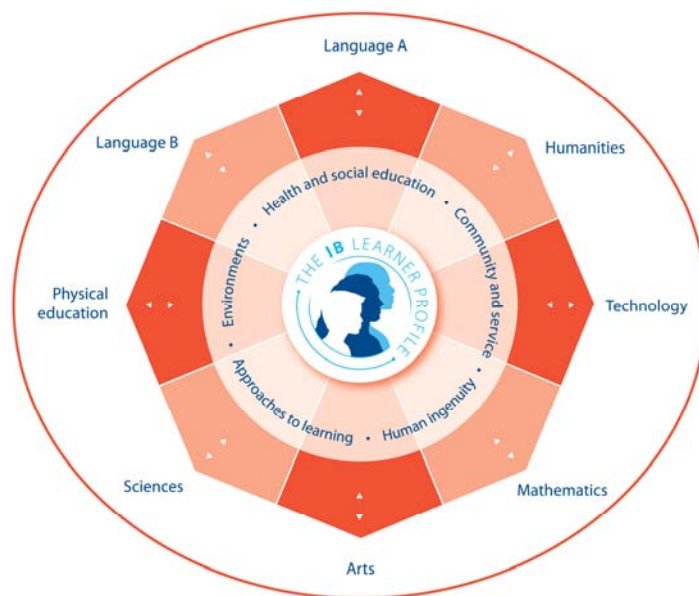 Language A
Language B
Humanities
Health and social education
•
Community and service
•
Human ingenuity
•
Approaches to learning
•
Environments
•
THE IB LEARNER PROFILE
Physical
education
Technology
Sciences
Mathematics
Arts